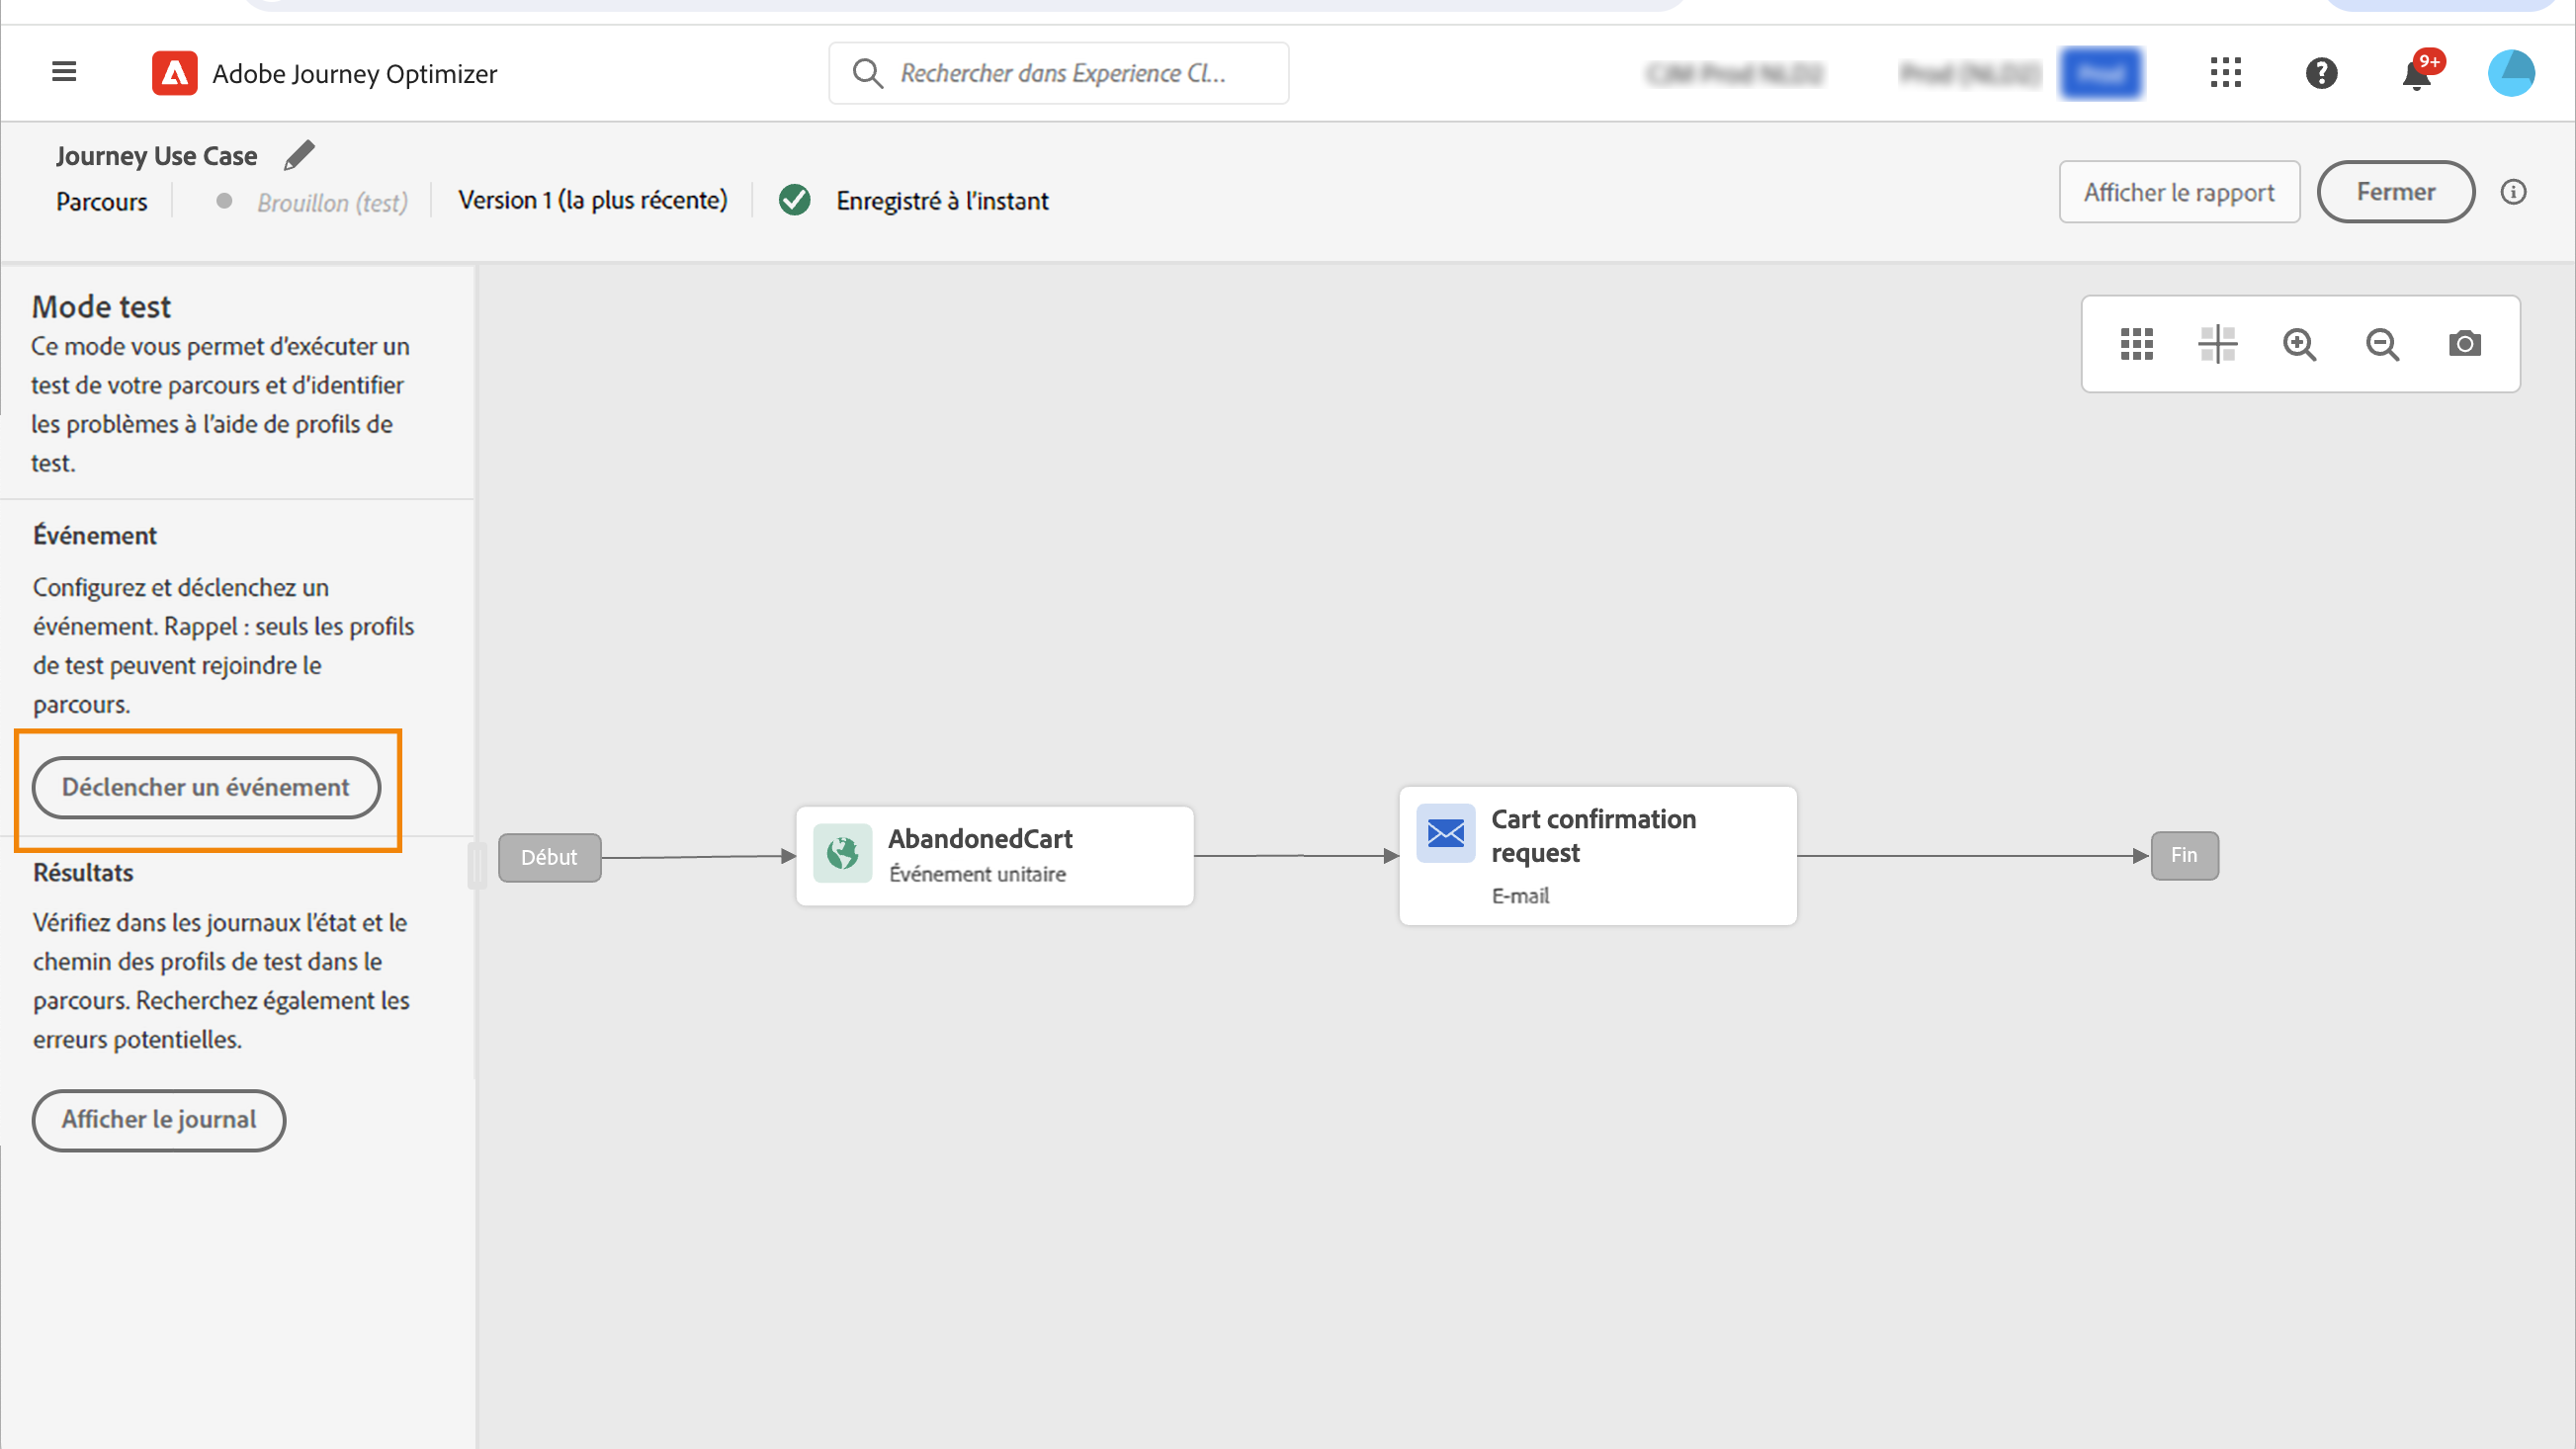 Adobe Journey Optimizer
Rechercher dans Experience Cl...
9+
Journey Use Case
Parcours
Brouillon (test)
Version 1 (la plus récente)
Enregistré à l'instant
Afficher le rapport
Fermer
Mode test
Ce mode vous permet d'exécuter un
test de votre parcours et d'identifier
les problèmes à l'aide de profils de
test.
Événement
Configurez et déclenchez un
événement. Rappel : seuls les profils
de test peuvent rejoindre le
parcours.
Déclencher un événement
Résultats
Vérifiez dans les journaux l'état et le
chemin des profils de test dans le
parcours. Recherchez également les
erreurs potentielles.
Afficher le journal
Début
AbandonedCart
Événement unitaire
Cart confirmation
request
E-mail
Fin